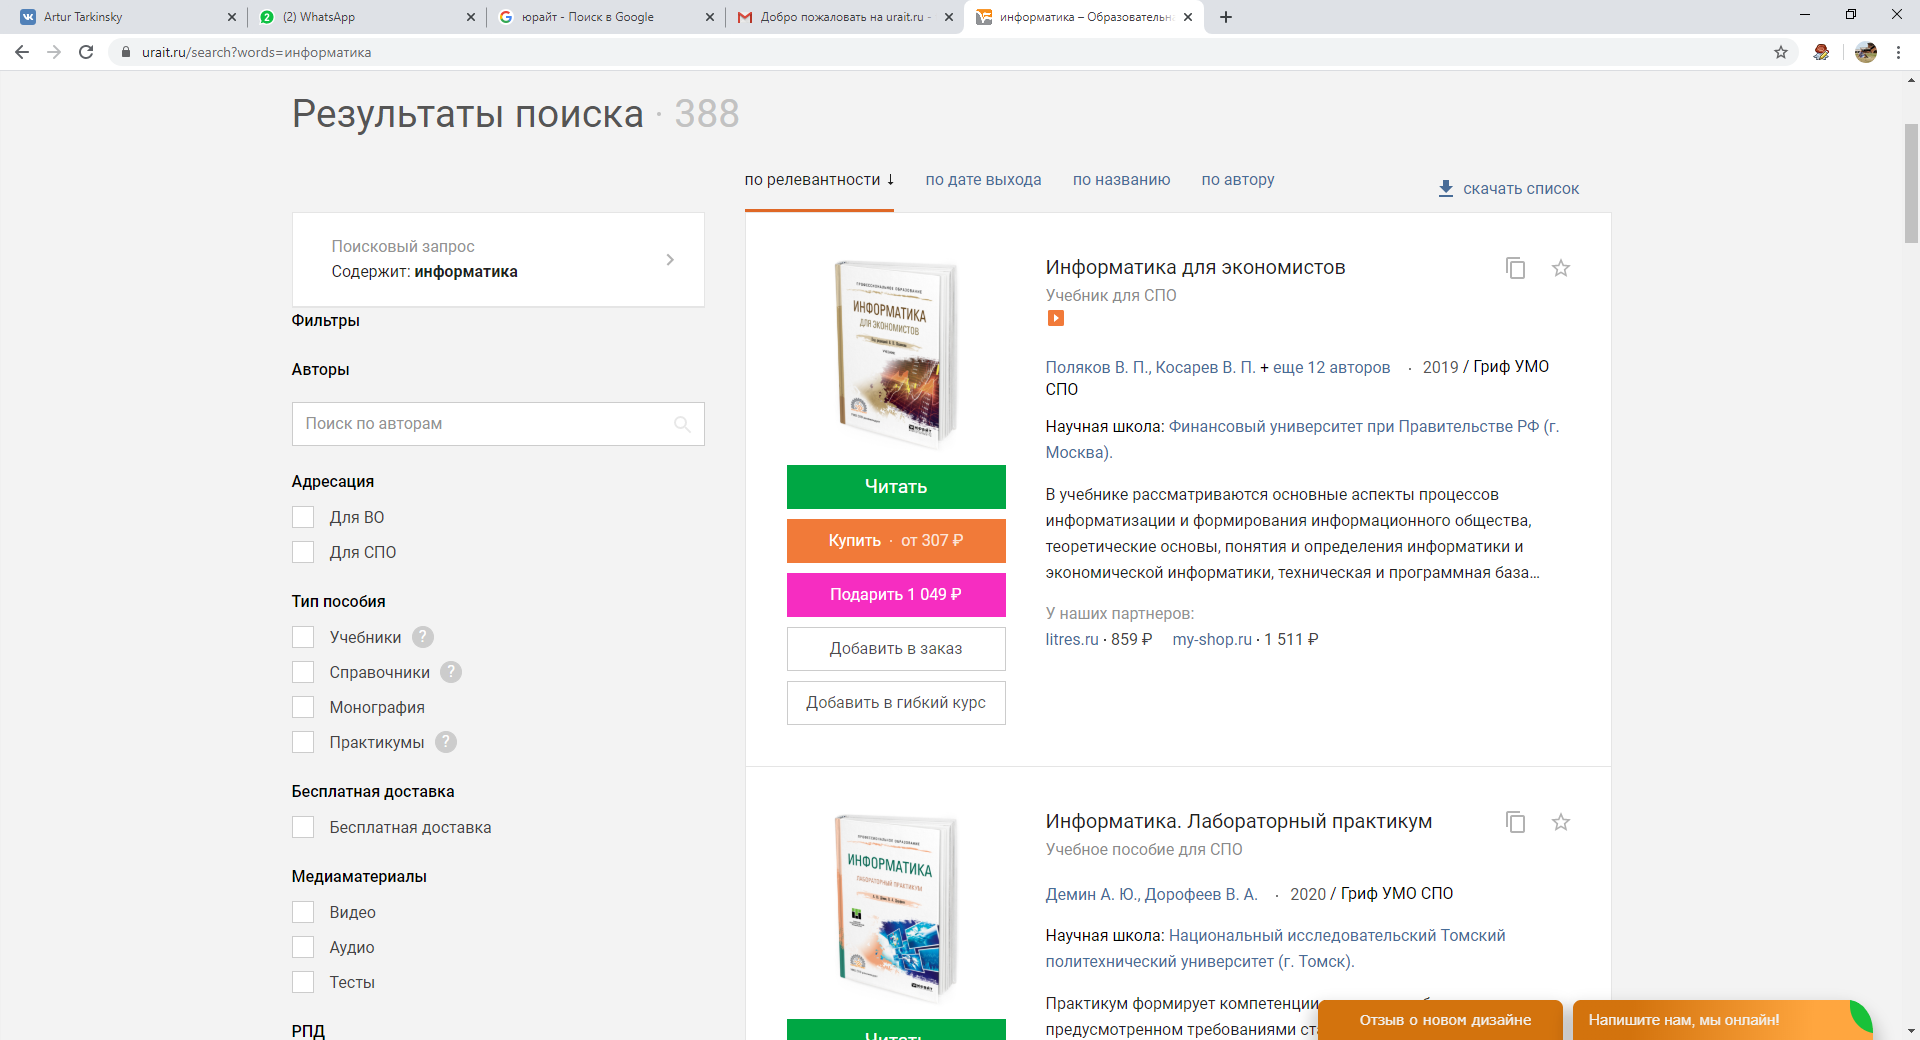 Artur Tarkinsky
(2) WhatsApp
юрайт - Поиск в Google
Добро пожаловать на urait.ru -
информатика – Образовательн
urait.ru/search?words=информатика
Результаты поиска · 388
по релевантности ↓ по дате выхода по названию по автору
скачать список
Поисковый запрос
Содержит: информатика
Фильтры
Авторы
Поиск по авторам
Адресация
Для ВО
Для СПО
Тип пособия
Учебники ?
Справочники ?
Монография
Практикумы ?
Бесплатная доставка
Бесплатная доставка
Медиаматериалы
Видео
Аудио
Тесты
РПД
ИНФОРМАТИКА
ДЛЯ ЭКОНОМИСТОВ
Читать
Купить · от 307 ₽
Подарить 1 049 ₽
Добавить в заказ
Добавить в гибкий курс
Информатика для экономистов
Учебник для СПО
Поляков В. П., Косарев В. П. + еще 12 авторов · 2019 / Гриф УМО
СПО
Научная школа: Финансовый университет при Правительстве РФ (г.
Москва).
В учебнике рассматриваются основные аспекты процессов
информатизации и формирования информационного общества,
теоретические основы, понятия и определения информатики и
экономической информатики, техническая и программная база...
У наших партнеров:
litres.ru · 859 ₽ my-shop.ru · 1 511 ₽
ИНФОРМАТИКА
ЛАБОРАТОРНЫЙ ПРАКТИКУМ
Читать
Информатика. Лабораторный практикум
Учебное пособие для СПО
Демин А. Ю., Дорофеев В. А. · 2020 / Гриф УМО СПО
Научная школа: Национальный исследовательский Томский
политехнический университет (г. Томск).
Практикум формирует компетенции
предусмотренном требованиями ст
Отзыв о новом дизайне
Напишите нам, мы онлайн!